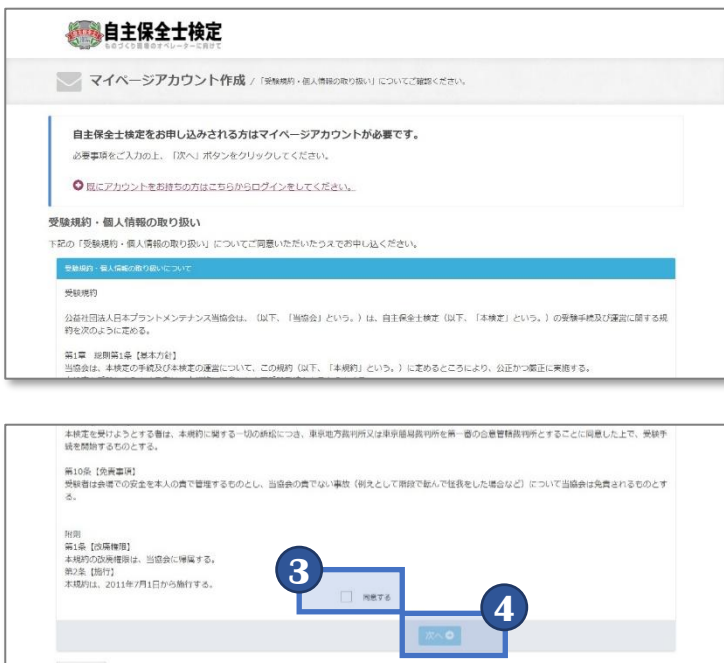 自主保全士検定
ものづくり現場のオペレーターに向けて
マイページアカウント作成 / 「受験規約・個人情報の取り扱い」についてご確認ください。
自主保全士検定をお申し込みされる方はマイページアカウントが必要です。
必要事項をご入力の上、「次へ」ボタンをクリックしてください。
既にアカウントをお持ちの方はこちらからログインをしてください。
受験規約・個人情報の取り扱い
下記の「受験規約・個人情報の取り扱い」についてご同意いただいたうえでお申し込ください。
受験規約・個人情報の取り扱いについて
受験規約
公益社団法人日本プラントメンテナンス協会は、（以下、「当協会」という。）は、自主保全士検定（以下、「本検定」という。）の受験手続及び運営に関する規
約を次のように定める。
第1章 総則第1条【基本方針】
当協会は、本検定の手続及び本検定の運営について、この規約（以下、「本規約」という。）に定めるところにより、公正かつ厳正に実施する。
本検定を受けようとする者は、本規約に関する一切の訴訟につき、東京地方裁判所又は東京簡易裁判所を第一審の合意管轄裁判所とすることに同意した上で、受験手
続を開始するものとする。
第10条【免責事項】
受験者は会場での安全を本人の責で管理するものとし、当協会の責でない事故（例えとして階段で転んで怪我をした場合など）について当協会は免責されるものとす
る。
附則
第1条【改廃権限】
本規約の改廃権限は、当協会に帰属する。
第2条【施行】
本規約は、2011年7月1日から施行する。
3
同意する
4
次へ